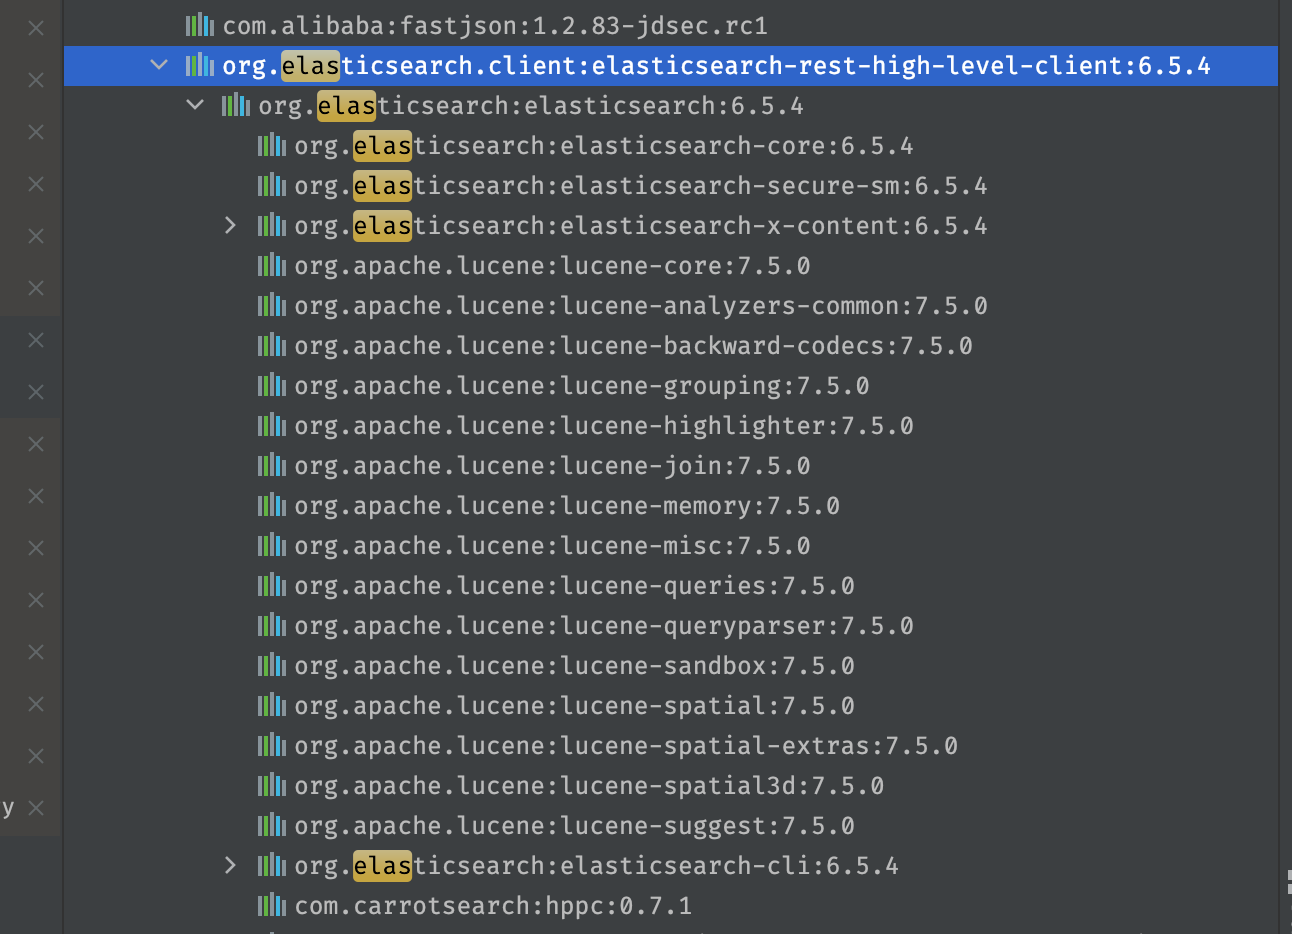 com.alibaba:fastjson:1.2.83-jdsec.rc1
org.elasticsearch.client:elasticsearch-rest-high-level-client:6.5.4
org.elasticsearch:elasticsearch:6.5.4
org.elasticsearch:elasticsearch-core:6.5.4
org.elasticsearch:elasticsearch-secure-sm:6.5.4
org.elasticsearch:elasticsearch-x-content:6.5.4
org.apache.lucene:lucene-core:7.5.0
org.apache.lucene:lucene-analyzers-common:7.5.0
org.apache.lucene:lucene-backward-codecs:7.5.0
org.apache.lucene:lucene-grouping:7.5.0
org.apache.lucene:lucene-highlighter:7.5.0
org.apache.lucene:lucene-join:7.5.0
org.apache.lucene:lucene-memory:7.5.0
org.apache.lucene:lucene-misc:7.5.0
org.apache.lucene:lucene-queries:7.5.0
org.apache.lucene:lucene-queryparser:7.5.0
org.apache.lucene:lucene-sandbox:7.5.0
org.apache.lucene:lucene-spatial:7.5.0
org.apache.lucene:lucene-spatial-extras:7.5.0
org.apache.lucene:lucene-spatial3d:7.5.0
y
org.apache.lucene:lucene-suggest:7.5.0
org.elasticsearch:elasticsearch-cli:6.5.4
com.carrotsearch:hppc:0.7.1